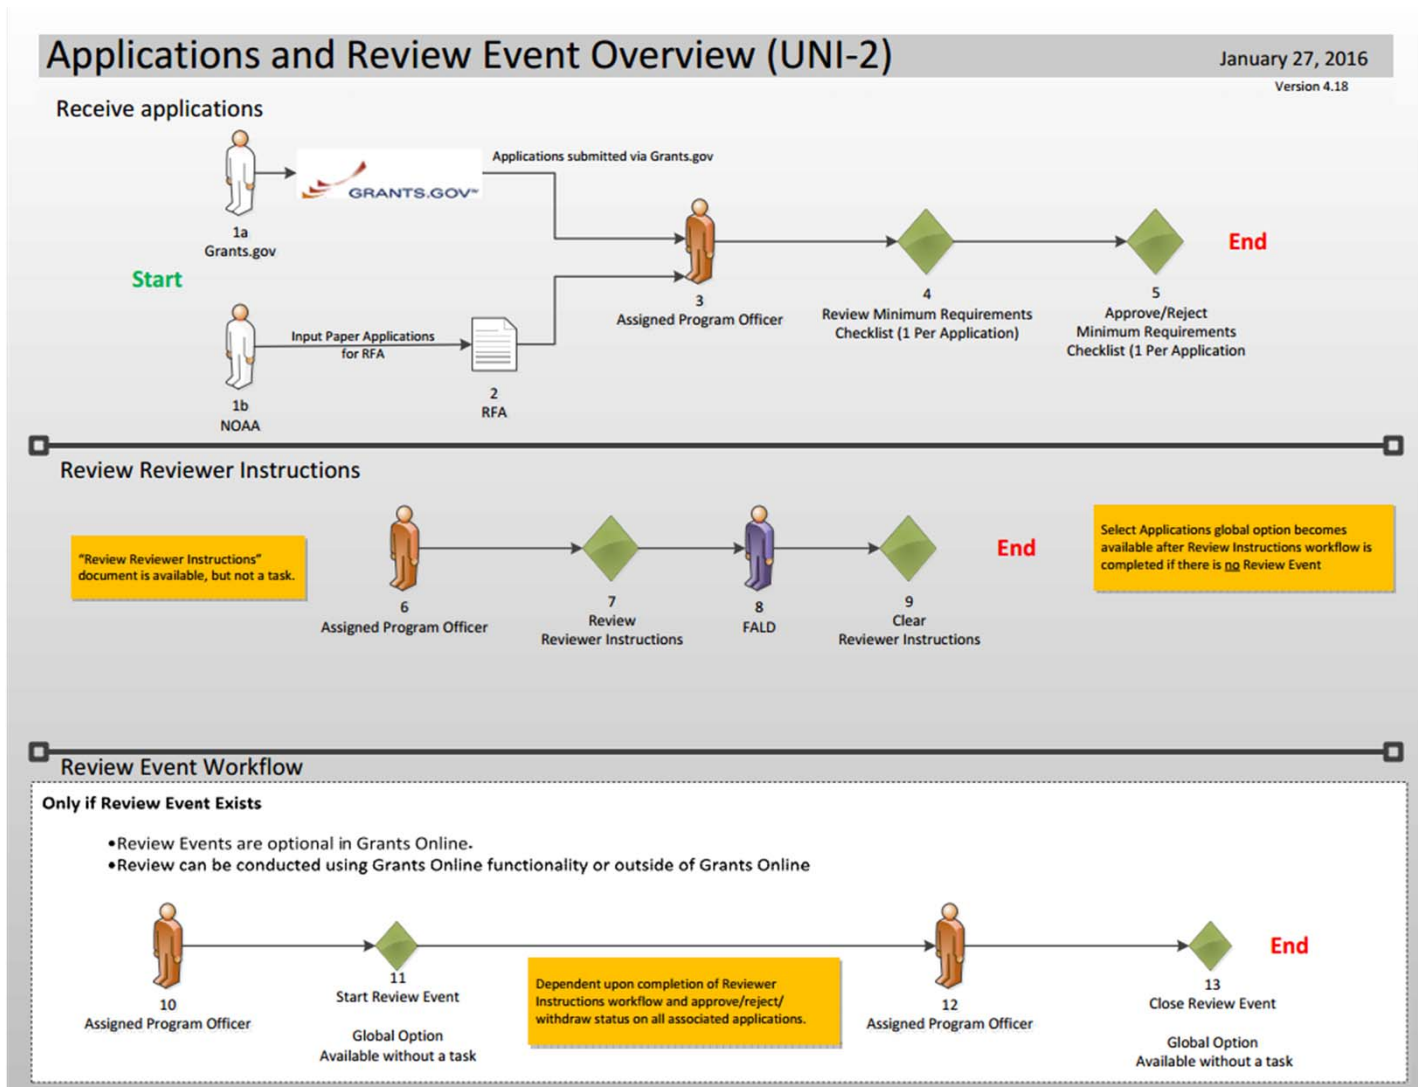 Applications and Review Event Overview (UNI-2)
January 27, 2016
Version 4.18
Receive applications
GRANTS.GOV℠
Applications submitted via Grants.gov
1a
Grants.gov
Start
3
Assigned Program Officer
4
Review Minimum Requirements
Checklist (1 Per Application)
5
Approve/Reject
Minimum Requirements
Checklist (1 Per Application
End
Input Paper Applications
for RFA
1b
NOAA
2
RFA
Review Reviewer Instructions
“Review Reviewer Instructions”
document is available, but not a task.
6
Assigned Program Officer
7
Review
Reviewer Instructions
8
FALD
9
Clear
Reviewer Instructions
End
Select Applications global option becomes
available after Review Instructions workflow is
completed if there is no Review Event
Review Event Workflow
Only if Review Event Exists
•Review Events are optional in Grants Online.
•Review can be conducted using Grants Online functionality or outside of Grants Online
10
Assigned Program Officer
11
Start Review Event
Global Option
Available without a task
Dependent upon completion of Reviewer
Instructions workflow and approve/reject/
withdraw status on all associated applications.
12
Assigned Program Officer
13
Close Review Event
Global Option
Available without a task
End